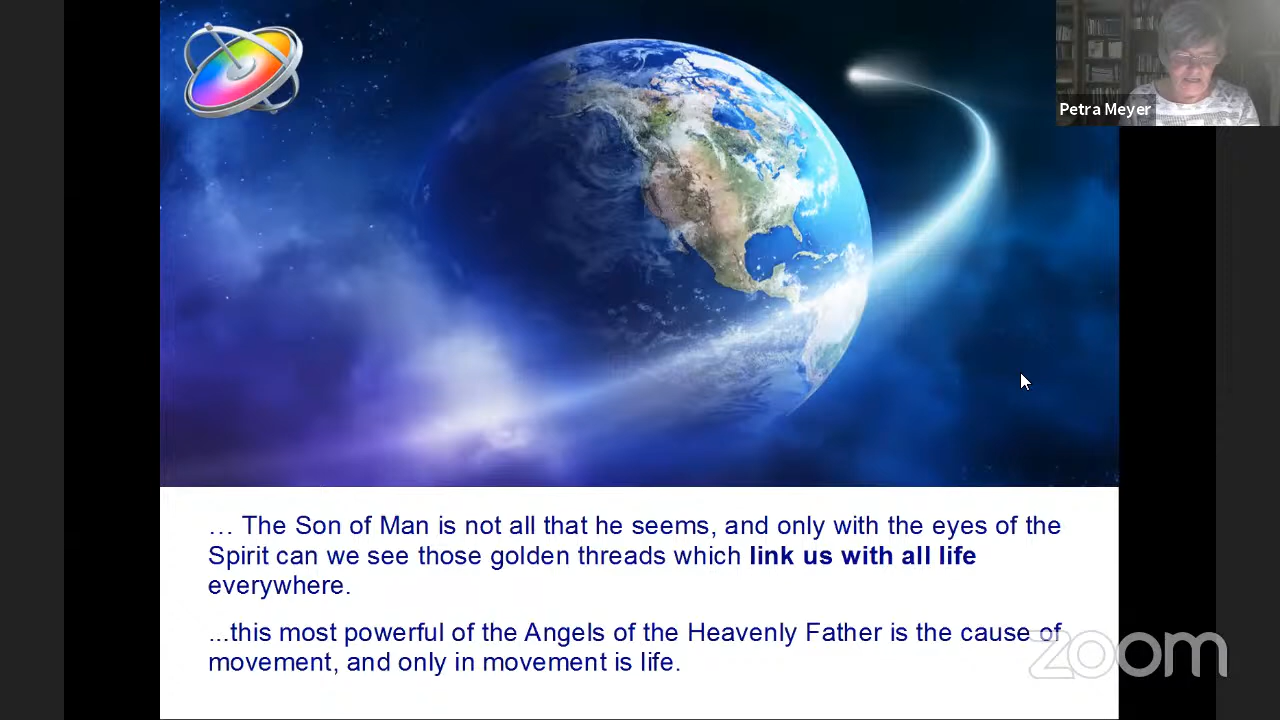 Petra Meyer
… The Son of Man is not all that he seems, and only with the eyes of the
Spirit can we see those golden threads which link us with all life
everywhere.
...this most powerful of the Angels of the Heavenly Father is the cause of
movement, and only in movement is life.
zoom